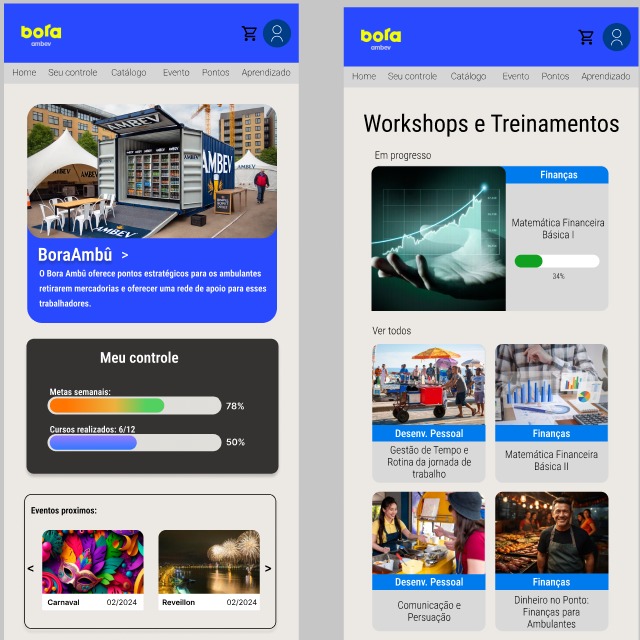 bora
ambev
Home Seu controle Catálogo Evento Pontos Aprendizado
AMBEV
AMBEV
AMBEV
BoraAmbû >
O Bora Ambû oferece pontos estratégicos para os ambulantes
retirarem mercadorias e oferecer uma rede de apoio para esses
trabalhadores.
Meu controle
Metas semanais:
78%
Cursos realizados: 6/12
50%
Eventos proximos:
<
>
Carnaval 02/2024
Reveillon 02/2024
bora
ambev
Home Seu controle Catálogo Evento Pontos Aprendizado
Workshops e Treinamentos
Em progresso
Finanças
Matemática Financeira
Básica I
34%
Ver todos
Desenv. Pessoal
Gestão de Tempo e
Rotina da jornada de
trabalho
Finanças
Matemática Financeira
Básica II
Desenv. Pessoal
Comunicação e
Persuação
Finanças
Dinheiro no Ponto:
Finanças para
Ambulantes